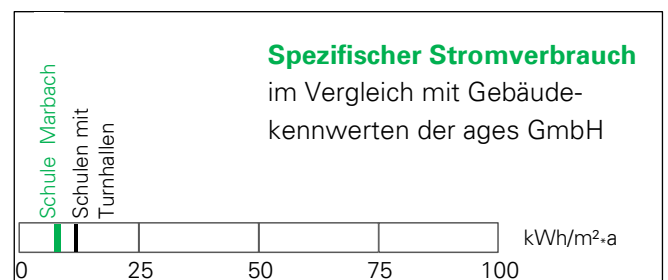 Spezifischer Stromverbrauch
im Vergleich mit Gebäude-
kennwerten der ages GmbH
Schule Marbach
Schulen mit
Turnhallen
kWh/m²*a
0 25 50 75 100